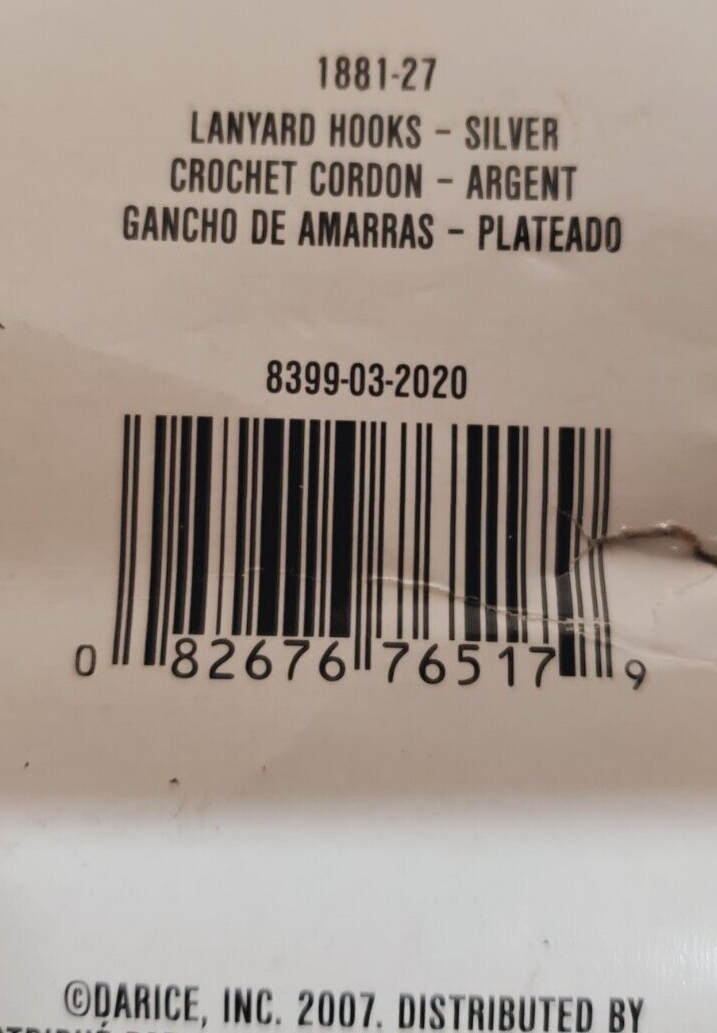 1881-27
LANYARD HOOKS – SILVER
CROCHET CORDON – ARGENT
GANCHO DE AMARRAS – PLATEADO
8399-03-2020
0 82676 76517 9
©DARICE, INC. 2007. DISTRIBUTED BY